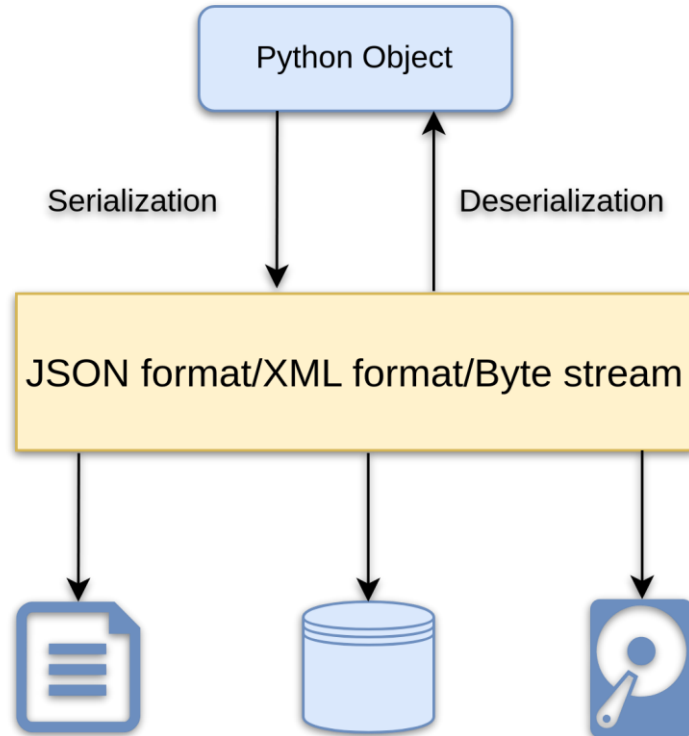 Python Object
Serialization
Deserialization
JSON format/XML format/Byte stream